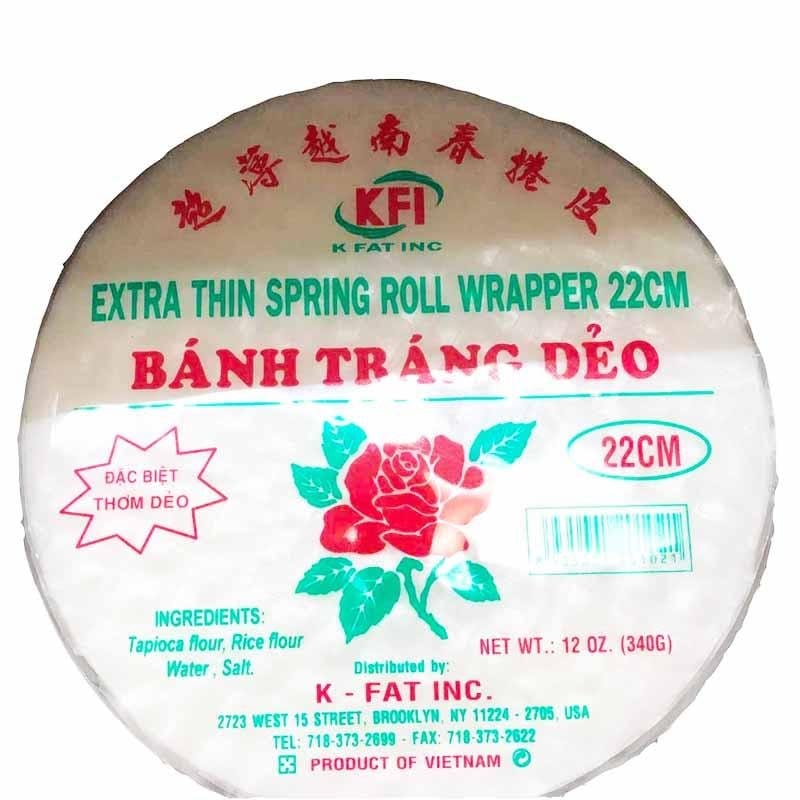 超薄越南春捲皮
KFI
K FAT INC
EXTRA THIN SPRING ROLL WRAPPER 22CM
BÁNH TRÁNG DẺO
ĐẶC BIỆT
THƠM DẺO
22CM
INGREDIENTS:
Tapioca flour, Rice flour
Water , Salt.
NET WT.: 12 OZ. (340G)
Distributed by:
K - FAT INC.
2723 WEST 15 STREET, BROOKLYN, NY 11224 - 2705, USA
TEL: 718-373-2699 - FAX: 718-373-2622
PRODUCT OF VIETNAM